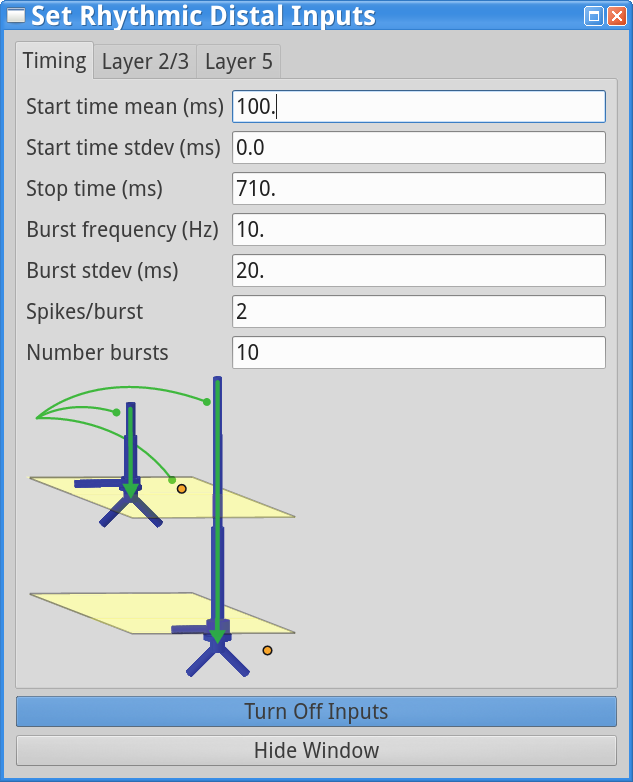 Set Rhythmic Distal Inputs
Timing Layer 2/3 Layer 5
Start time mean (ms) 100.
Start time stdev (ms) 0.0
Stop time (ms) 710.
Burst frequency (Hz) 10.
Burst stdev (ms) 20.
Spikes/burst 2
Number bursts 10
Turn Off Inputs
Hide Window